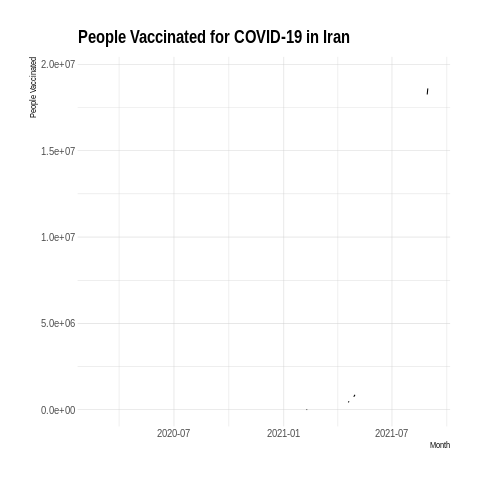 People Vaccinated for COVID-19 in Iran
People Vaccinated
2.0e+07
1.5e+07
1.0e+07
5.0e+06
0.0e+00
2020-07 2021-01 2021-07
Month